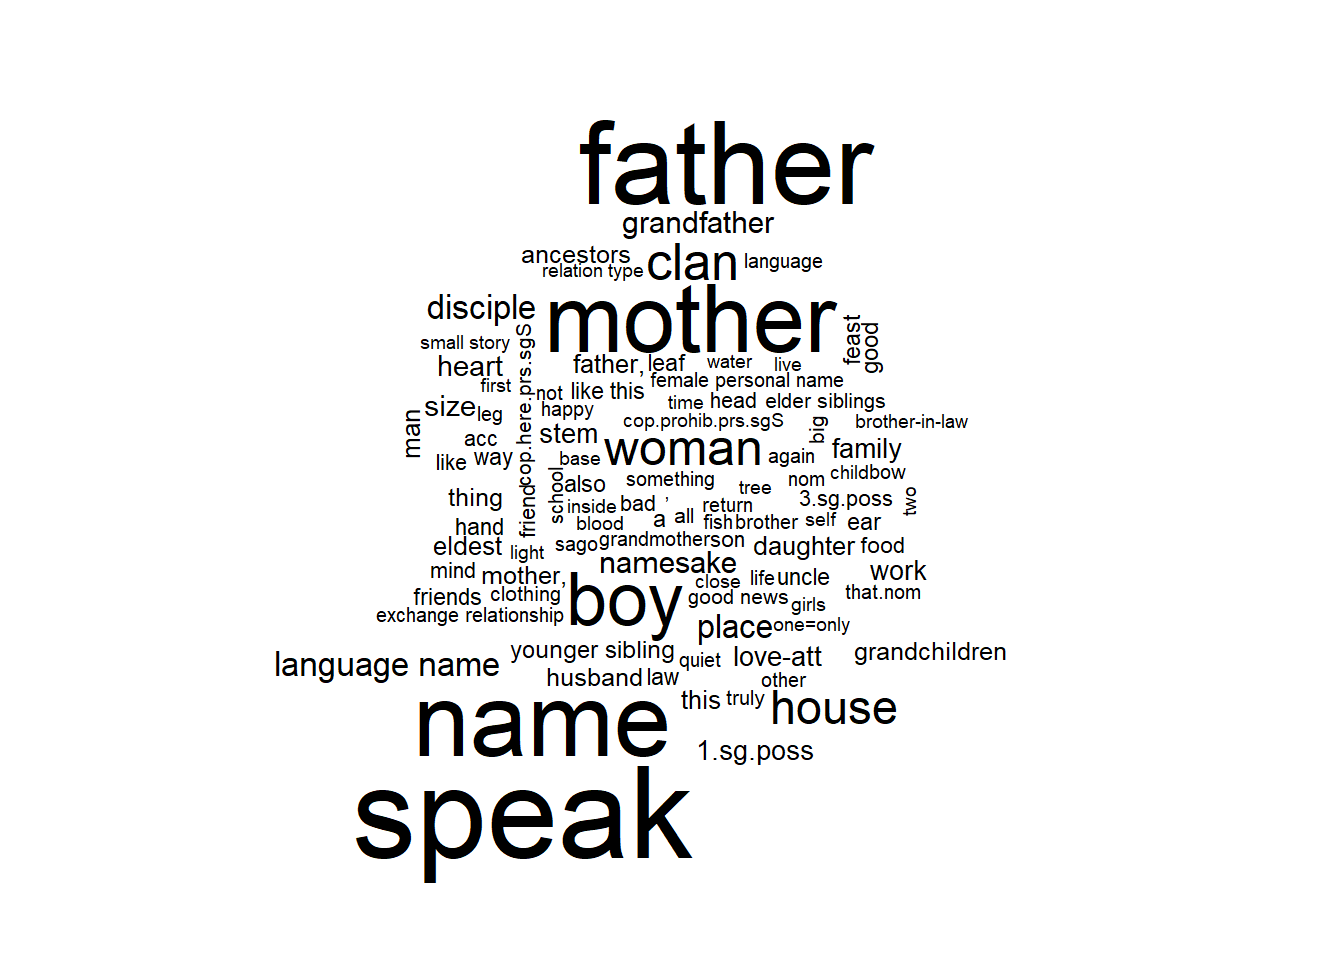 father
grandfather
ancestors
clan
language
relation type
mother
disciple
small story
heart
first
cop.here.prs.sgS
feast
good
father,
leaf
water
live
not
like this
female personal name
man
size
leg
happy
time
head
elder siblings
cop.prohib.prs.sgS
big
brother-in-law
acc
stem
woman
family
like
way
base
again
childbow
school
also
something
tree
nom
thing
friend
inside
bad
,
return
3.sg.poss
two
hand
blood
a
all
fish
brother
self
ear
eldest
light
sago
grandmother
son
daughter
food
mind
mother,
namesake
close
life
uncle
work
friends
clothing
boy
good news
girls
that.nom
exchange relationship
place
one=only
language name
younger sibling
quiet
love-att
grandchildren
husband
law
other
name
this
truly
house
1.sg.poss
speak